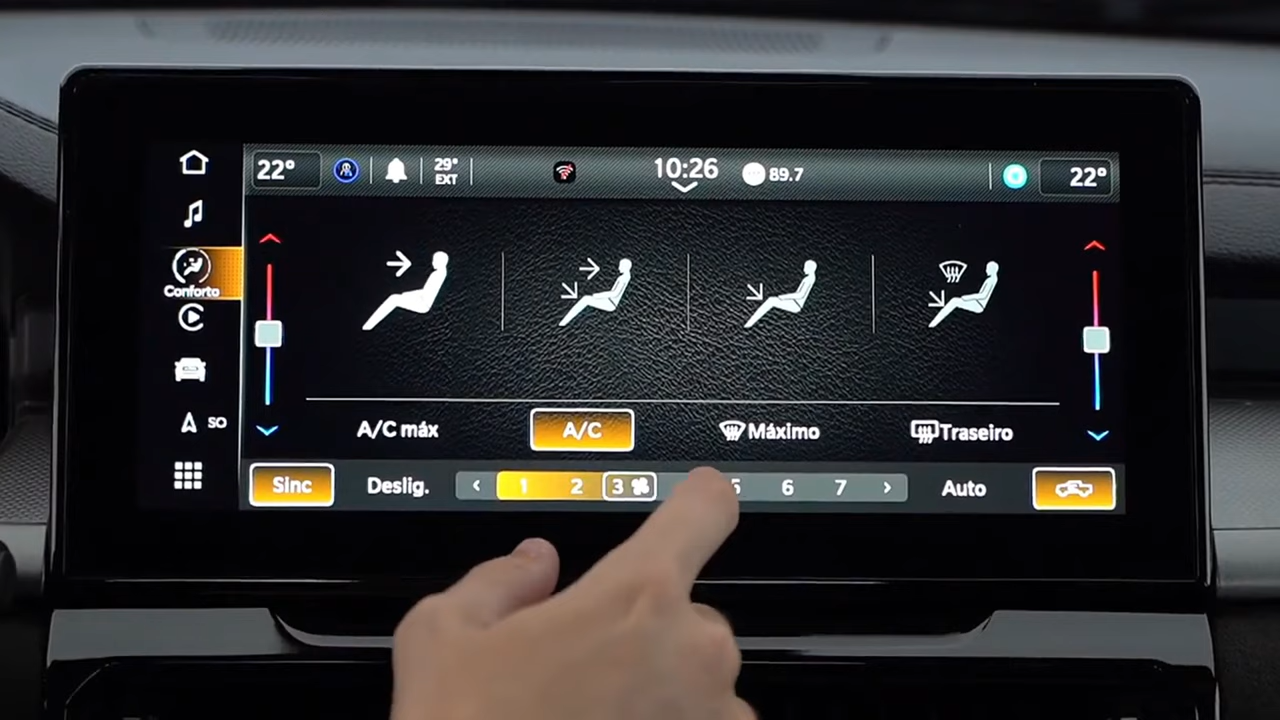 22° 29° 10:26 89.7 22°
EXT
Conforto
SO
A/C máx A/C Máximo Traseiro
Sinc Deslig. < 1 2 3 5 6 7 > Auto